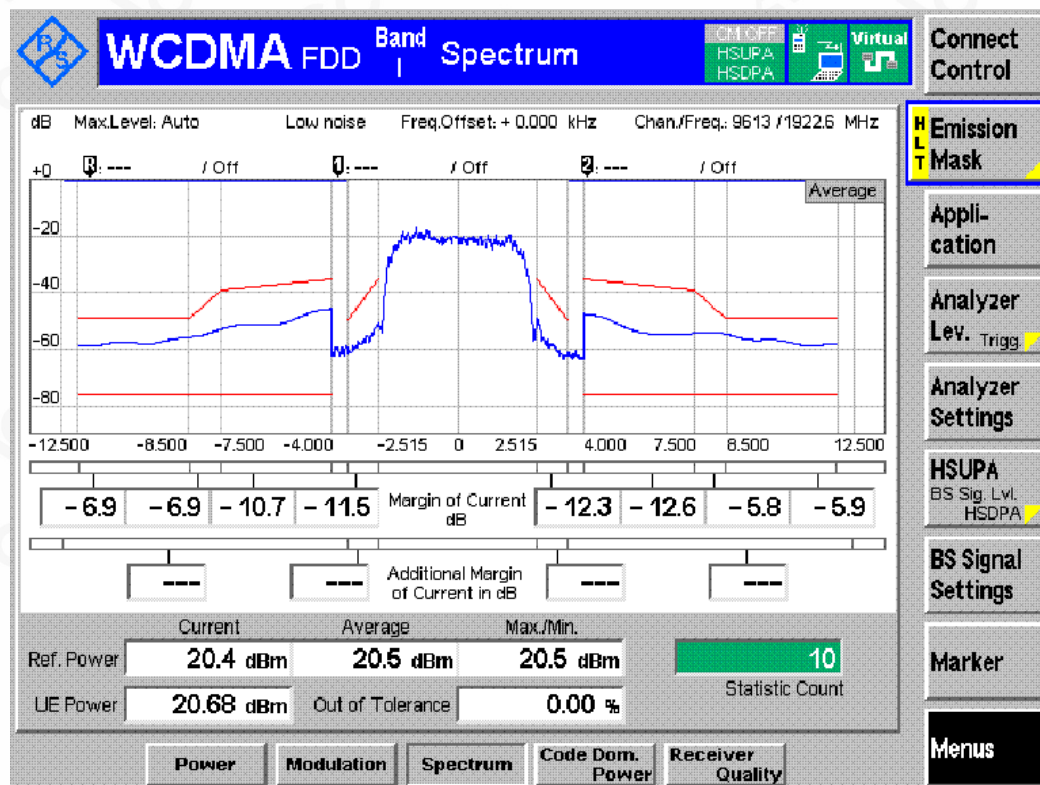 R&S
WCDMA FDD Band I Spectrum
CM OFF
HSUPA
HSDPA
Virtual
Connect Control
dB Max.Level: Auto Low noise Freq.Offset: + 0.000 kHz Chan./Freq.: 9613 / 1922.6 MHz
HLT Emission Mask
R: --- / Off 1: --- / Off 2: --- / Off
Average
+0
-20
-40
-60
-80
-12.500 -8.500 -7.500 -4.000 -2.515 0 2.515 4.000 7.500 8.500 12.500
Appli-
cation
Analyzer
Lev. Trigg.
Analyzer
Settings
- 6.9 - 6.9 - 10.7 - 11.5 Margin of Current dB - 12.3 - 12.6 - 5.8 - 5.9
HSUPA
BS Sig. Lvl.
HSDPA
--- --- Additional Margin of Current in dB --- ---
BS Signal
Settings
Current Average Max./Min.
Ref. Power 20.4 dBm 20.5 dBm 20.5 dBm 10
Statistic Count
UE Power 20.68 dBm Out of Tolerance 0.00 %
Marker
Menus
Power Modulation Spectrum Code Dom. Power Receiver Quality